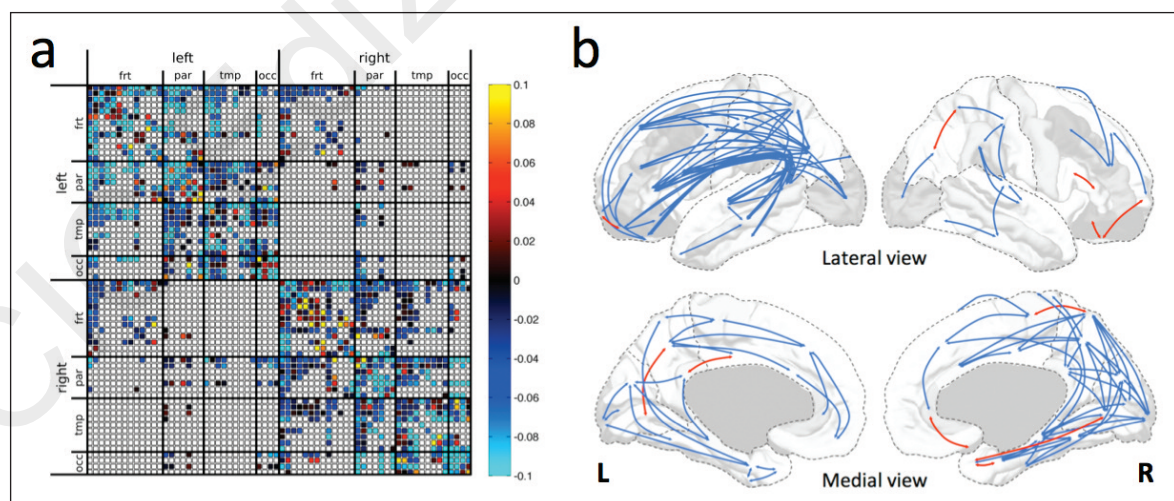 a
left
right
frt par tmp occ frt par tmp occ
left
frt
par
tmp
occ
right
frt
par
tmp
occ
0.1
0.08
0.06
0.04
0.02
0
-0.02
-0.04
-0.06
-0.08
-0.1
b
Lateral view
L
Medial view
R